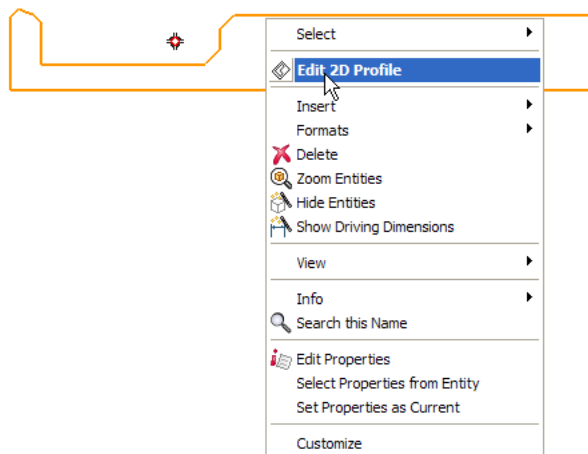 Select
Edit 2D Profile
Insert
Formats
Delete
Zoom Entities
Hide Entities
Show Driving Dimensions
View
Info
Search this Name
Edit Properties
Select Properties from Entity
Set Properties as Current
Customize